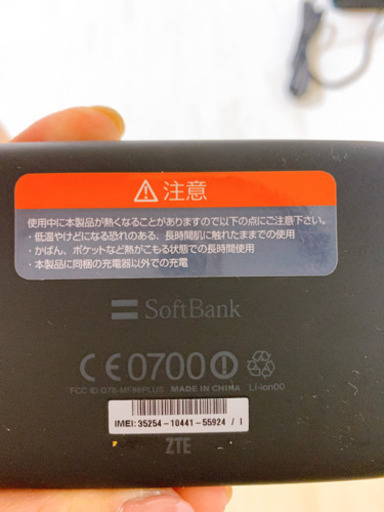 ⚠注意
使用中に本製品が熱くなることがありますので以下の点にご注意下さい。
・低温やけどになる恐れのある、長時間肌に触れたままでの使用
・かばん、ポケットなど熱がこもる状態での長時間使用
・本製品に同梱の充電器以外での充電
SoftBank
CE0700
FCC ID:Q78-MF98PLUS MADE IN CHINA Li-ion00
IMEI: 35254-10441-55924 / 1
ZTE